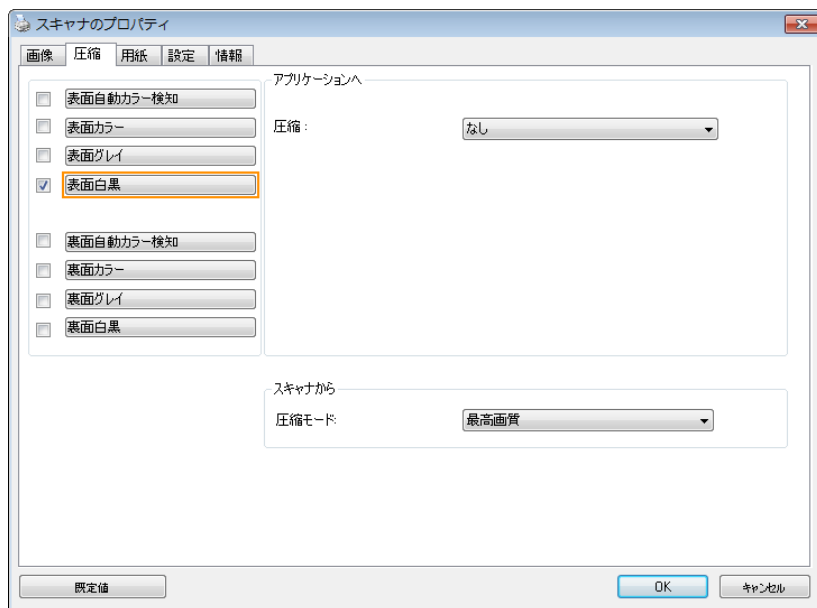 スキャナのプロパティ
画像 圧縮 用紙 設定 情報
表面自動カラー検知
表面カラー
表面グレイ
表面白黒
裏面自動カラー検知
裏面カラー
裏面グレイ
裏面白黒
アプリケーションへ
圧縮: なし
スキャナから
圧縮モード: 最高画質
既定値 OK キャンセル